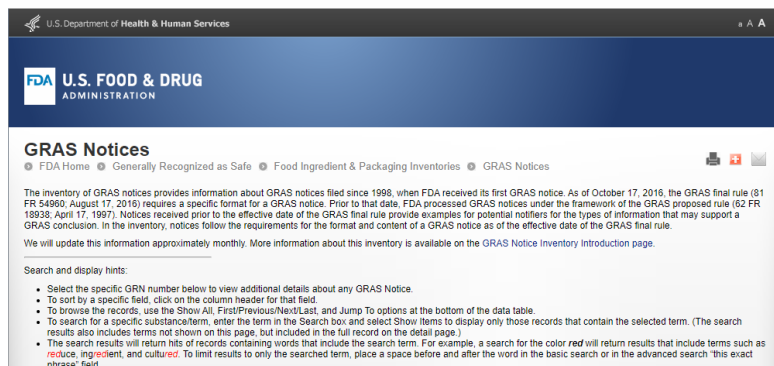 U.S. Department of Health & Human Services
a A A
FDA U.S. FOOD & DRUG
ADMINISTRATION
GRAS Notices
FDA Home Generally Recognized as Safe Food Ingredient & Packaging Inventories GRAS Notices
The inventory of GRAS notices provides information about GRAS notices filed since 1998, when FDA received its first GRAS notice. As of October 17, 2016, the GRAS final rule (81
FR 54960; August 17, 2016) requires a specific format for a GRAS notice. Prior to that date, FDA processed GRAS notices under the framework of the GRAS proposed rule (62 FR
18938; April 17, 1997). Notices received prior to the effective date of the GRAS final rule provide examples for potential notifiers for the types of information that may support a
GRAS conclusion. In the inventory, notices follow the requirements for the format and content of a GRAS notice as of the effective date of the GRAS final rule.
We will update this information approximately monthly. More information about this inventory is available on the GRAS Notice Inventory Introduction page.
Search and display hints:
• Select the specific GRN number below to view additional details about any GRAS Notice.
• To sort by a specific field, click on the column header for that field.
• To browse the records, use the Show All, First/Previous/Next/Last, and Jump To options at the bottom of the data table.
• To search for a specific substance/term, enter the term in the Search box and select Show Items to display only those records that contain the selected term. (The search
results also includes terms not shown on this page, but included in the full record on the detail page.)
• The search results will return hits of records containing words that include the search term. For example, a search for the color red will return results that include terms such as
reduce, ingredient, and cultured. To limit results to only the searched term, place a space before and after the word in the basic search or in the advanced search "this exact
phrase" field.